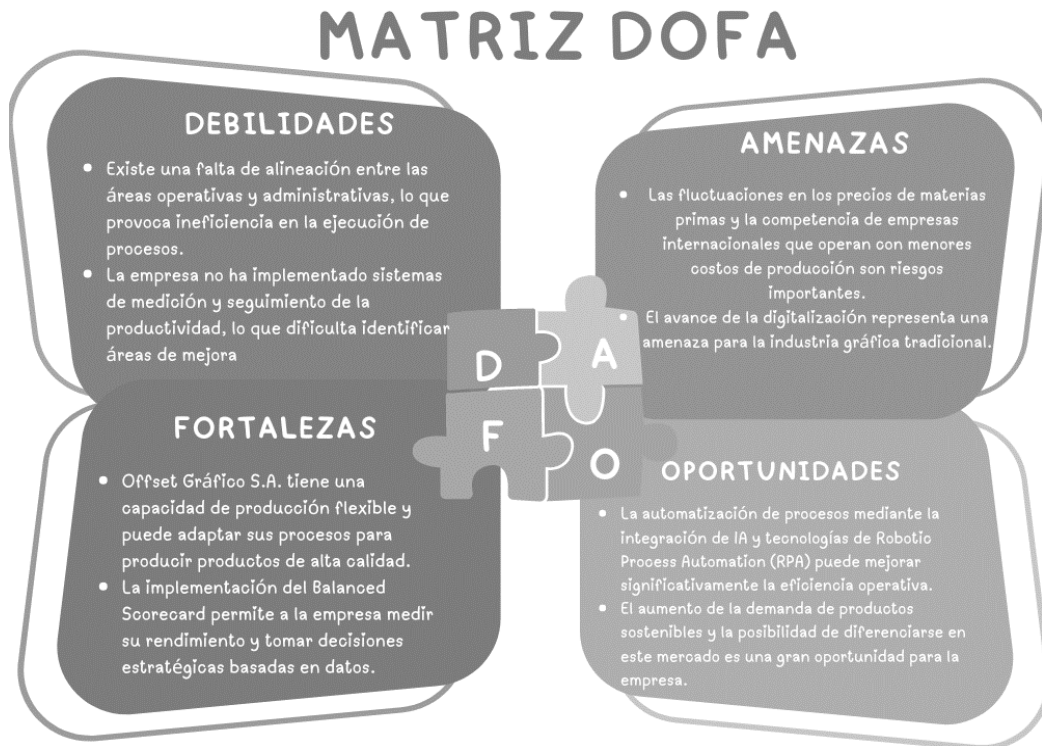 MATRIZ DOFA
DEBILIDADES
• Existe una falta de alineación entre las
áreas operativas y administrativas, lo que
provoca ineficiencia en la ejecución de
procesos.
• La empresa no ha implementado sistemas
de medición y seguimiento de la
productividad, lo que dificulta identificar
áreas de mejora
AMENAZAS
• Las fluctuaciones en los precios de materias
primas y la competencia de empresas
internacionales que operan con menores
costos de producción son riesgos
importantes.
• El avance de la digitalización representa una
amenaza para la industria gráfica tradicional.
D
A
F
O
FORTALEZAS
• Offset Gráfico S.A. tiene una
capacidad de producción flexible y
puede adaptar sus procesos para
producir productos de alta calidad.
• La implementación del Balanced
Scorecard permite a la empresa medir
su rendimiento y tomar decisiones
estratégicas basadas en datos.
OPORTUNIDADES
• La automatización de procesos mediante la
integración de IA y tecnologías de Robotic
Process Automation (RPA) puede mejorar
significativamente la eficiencia operativa.
• El aumento de la demanda de productos
sostenibles y la posibilidad de diferenciarse en
este mercado es una gran oportunidad para la
empresa.